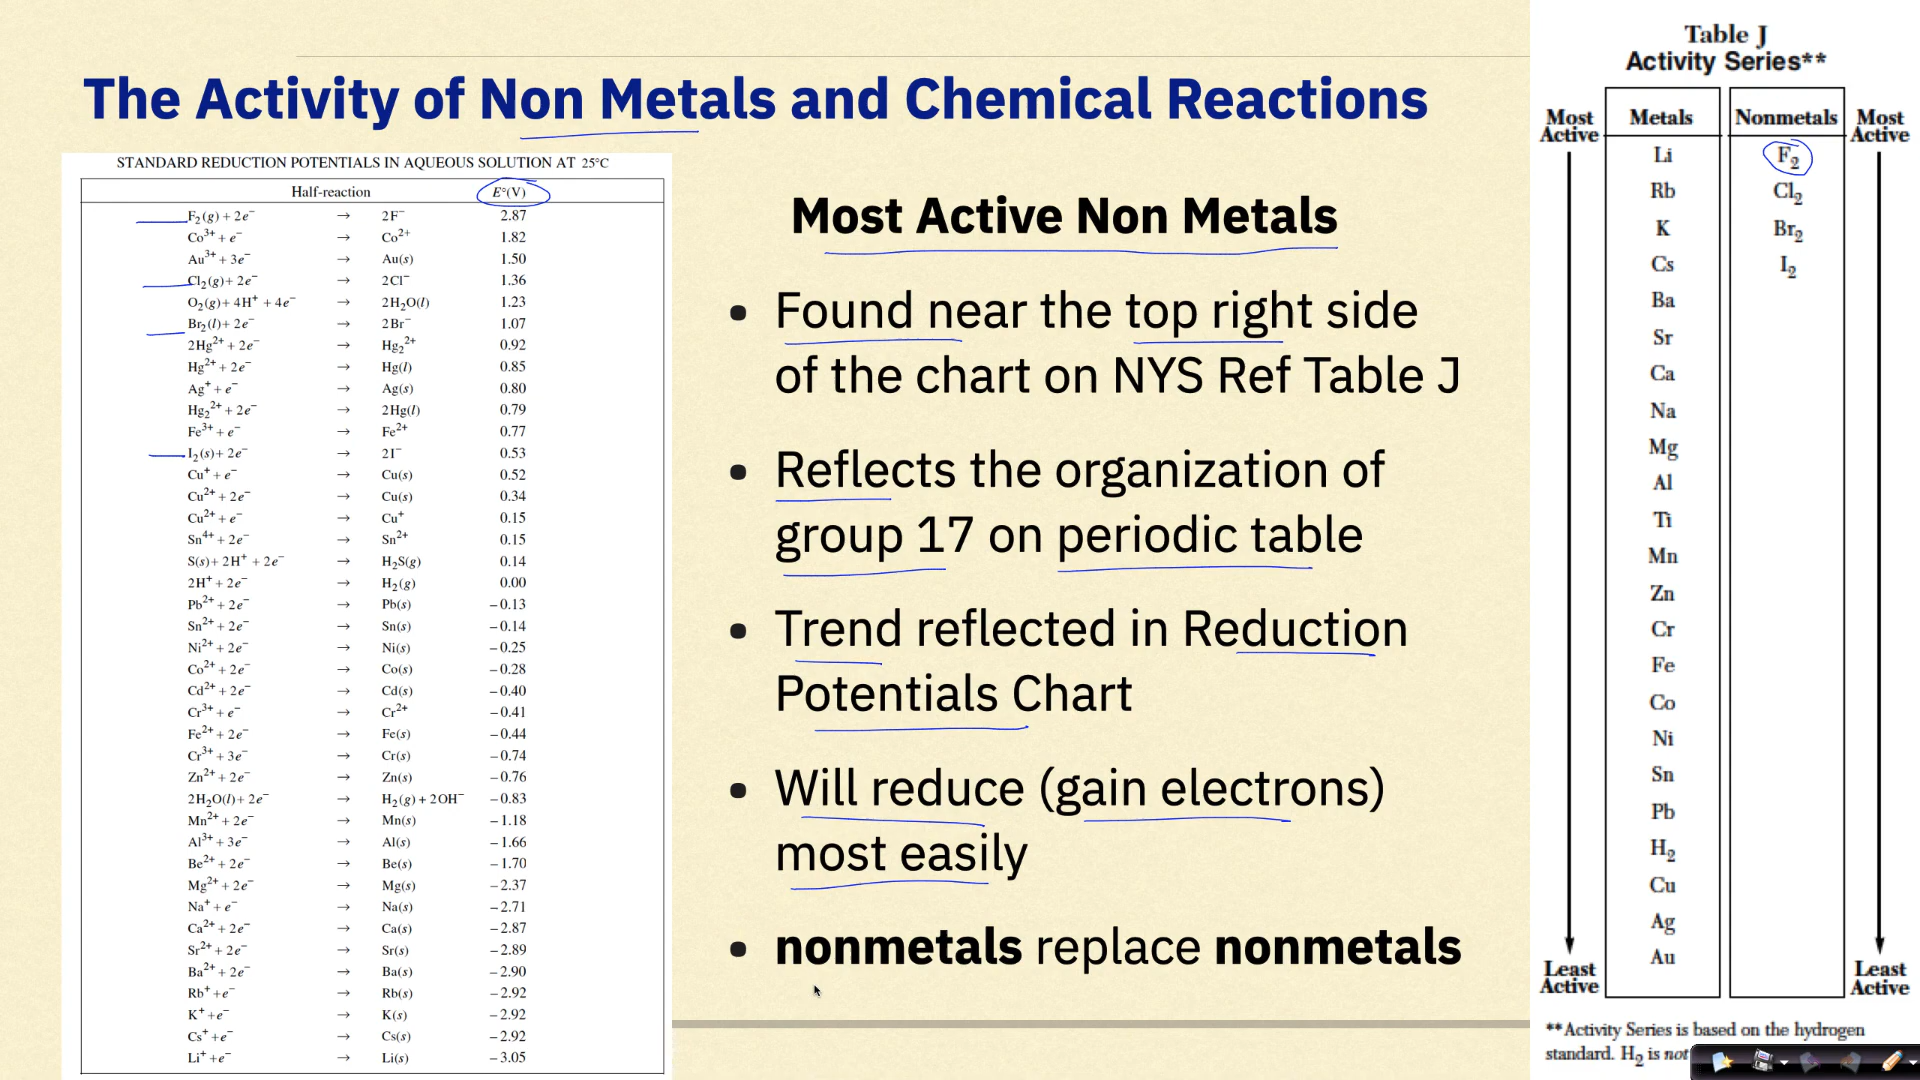 The Activity of Non Metals and Chemical Reactions
STANDARD REDUCTION POTENTIALS IN AQUEOUS SOLUTION AT 25°C
Half-reaction E°(V)
F₂(g) + 2e⁻ → 2F⁻ 2.87
Co³⁺ + e⁻ → Co²⁺ 1.82
Au³⁺ + 3e⁻ → Au(s) 1.50
Cl₂(g) + 2e⁻ → 2Cl⁻ 1.36
O₂(g) + 4H⁺ + 4e⁻ → 2H₂O(l) 1.23
Br₂(l) + 2e⁻ → 2Br⁻ 1.07
2Hg²⁺ + 2e⁻ → Hg₂²⁺ 0.92
Hg²⁺ + 2e⁻ → Hg(l) 0.85
Ag⁺ + e⁻ → Ag(s) 0.80
Hg₂²⁺ + 2e⁻ → 2Hg(l) 0.79
Fe³⁺ + e⁻ → Fe²⁺ 0.77
I₂(s) + 2e⁻ → 2I⁻ 0.53
Cu⁺ + e⁻ → Cu(s) 0.52
Cu²⁺ + 2e⁻ → Cu(s) 0.34
Cu²⁺ + e⁻ → Cu⁺ 0.15
Sn⁴⁺ + 2e⁻ → Sn²⁺ 0.15
S(s) + 2H⁺ + 2e⁻ → H₂S(g) 0.14
2H⁺ + 2e⁻ → H₂(g) 0.00
Pb²⁺ + 2e⁻ → Pb(s) −0.13
Sn²⁺ + 2e⁻ → Sn(s) −0.14
Ni²⁺ + 2e⁻ → Ni(s) −0.25
Co²⁺ + 2e⁻ → Co(s) −0.28
Cd²⁺ + 2e⁻ → Cd(s) −0.40
Cr³⁺ + e⁻ → Cr²⁺ −0.41
Fe²⁺ + 2e⁻ → Fe(s) −0.44
Cr³⁺ + 3e⁻ → Cr(s) −0.74
Zn²⁺ + 2e⁻ → Zn(s) −0.76
2H₂O(l) + 2e⁻ → H₂(g) + 2OH⁻ −0.83
Mn²⁺ + 2e⁻ → Mn(s) −1.18
Al³⁺ + 3e⁻ → Al(s) −1.66
Be²⁺ + 2e⁻ → Be(s) −1.70
Mg²⁺ + 2e⁻ → Mg(s) −2.37
Na⁺ + e⁻ → Na(s) −2.71
Ca²⁺ + 2e⁻ → Ca(s) −2.87
Sr²⁺ + 2e⁻ → Sr(s) −2.89
Ba²⁺ + 2e⁻ → Ba(s) −2.90
Rb⁺ + e⁻ → Rb(s) −2.92
K⁺ + e⁻ → K(s) −2.92
Cs⁺ + e⁻ → Cs(s) −2.92
Li⁺ + e⁻ → Li(s) −3.05
Most Active Non Metals
• Found near the top right side
of the chart on NYS Ref Table J
• Reflects the organization of
group 17 on periodic table
• Trend reflected in Reduction
Potentials Chart
• Will reduce (gain electrons)
most easily
• nonmetals replace nonmetals
Table J
Activity Series**
Most Active Metals Nonmetals Most Active
Li F₂
Rb Cl₂
K Br₂
Cs I₂
Ba
Sr
Ca
Na
Mg
Al
Ti
Mn
Zn
Cr
Fe
Co
Ni
Sn
Pb
H₂
Cu
Ag
Au
Least Active Least Active
**Activity Series is based on the hydrogen
standard. H₂ is not